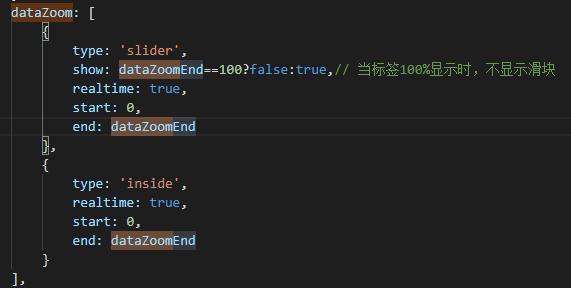 dataZoom: [
{
type: 'slider',
show: dataZoomEnd==100?false:true,// 当标签100%显示时，不显示滑块
realtime: true,
start: 0,
end: dataZoomEnd
},
{
type: 'inside',
realtime: true,
start: 0,
end: dataZoomEnd
}
],